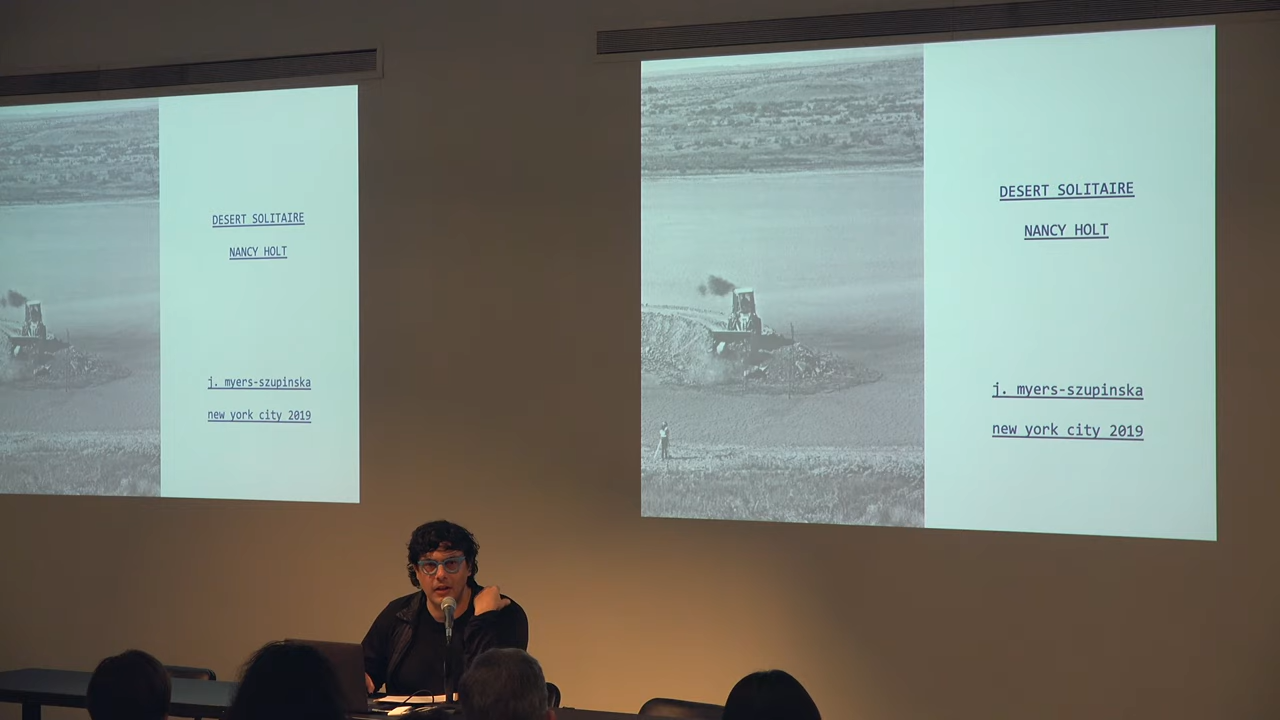 DESERT SOLITAIRE
NANCY HOLT
j. myers-szupinska
new york city 2019
DESERT SOLITAIRE
NANCY HOLT
j. myers-szupinska
new york city 2019